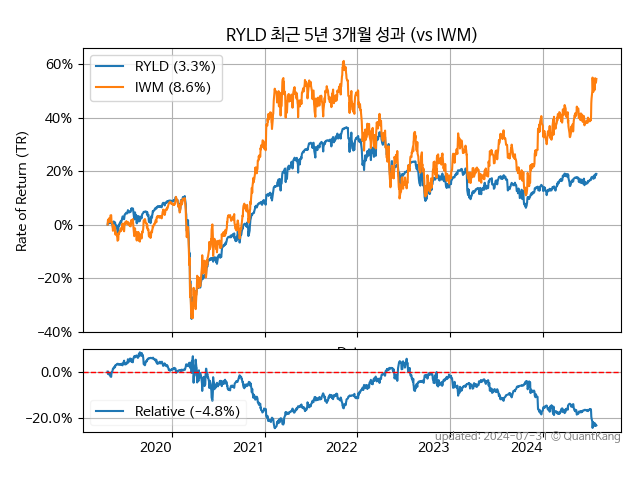 RYLD 최근 5년 3개월 성과 (vs IWM)
60%
40%
20%
0%
−20%
−40%
Rate of Return (TR)
RYLD (3.3%)
IWM (8.6%)
0.0%
−20.0%
Relative (−4.8%)
2020
2021
2022
2023
2024
updated: 2024-07-31 © QuantKang